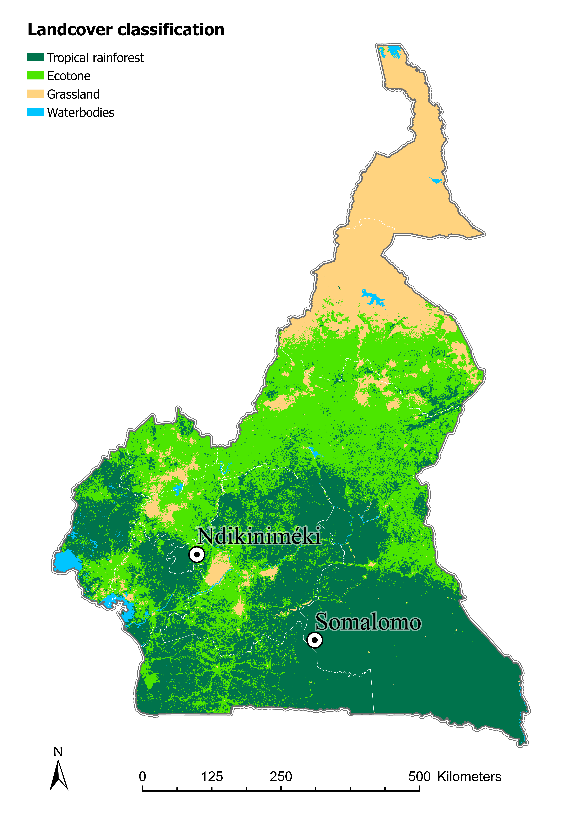 Landcover classification
Tropical rainforest
Ecotone
Grassland
Waterbodies
Ndikiniméki
Somalomo
N
0 125 250 500 Kilometers